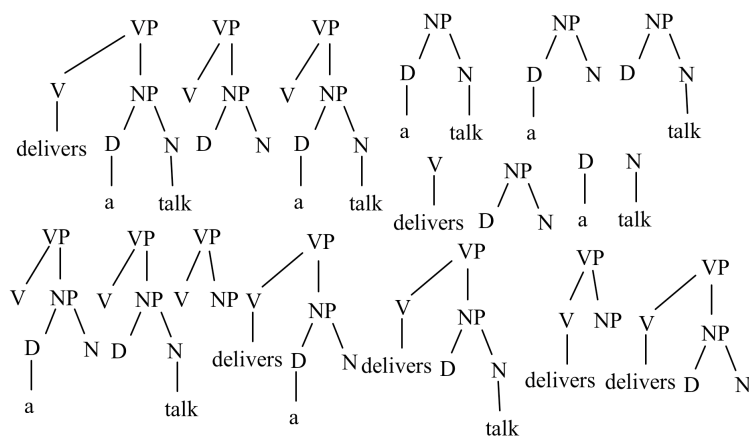 VP VP VP NP NP NP
V NP V NP V NP D N D N D N
delivers D N D N D N a talk a talk
a talk a talk
V NP D N
delivers D N a talk
VP VP VP VP VP VP VP
V NP V NP V NP V NP V NP V NP V NP
D N D N delivers D N delivers D N delivers delivers D N
a talk a talk